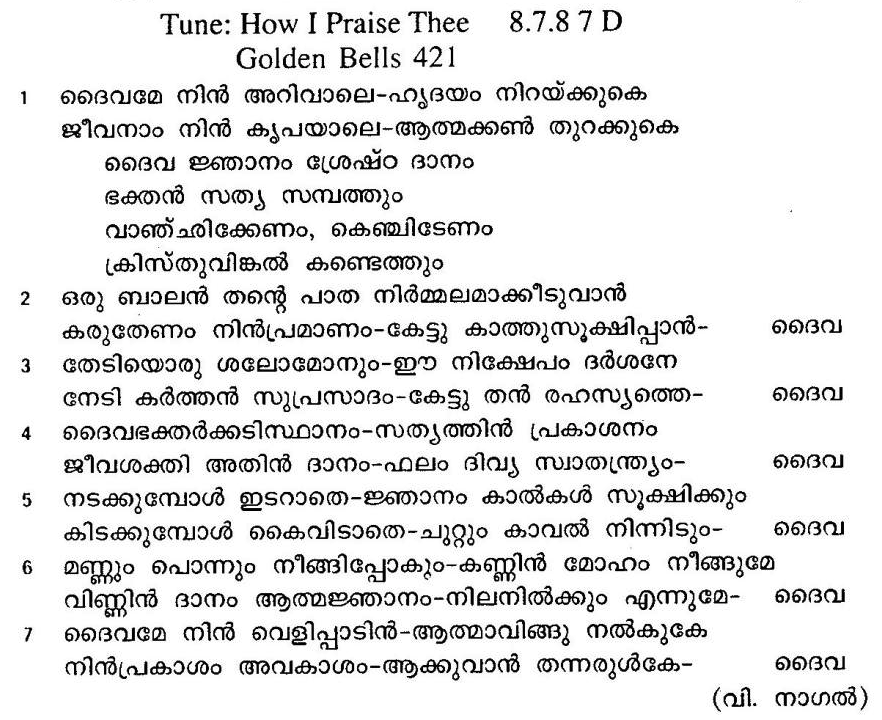 Tune: How I Praise Thee 8.7.8 7 D
Golden Bells 421
1 ദൈവമേ നിൻ അറിവാലെ-ഹൃദയം നിറയ്ക്കുകെ
ജീവനാം നിൻ കൃപയാലെ-ആത്മക്കൺ തുറക്കുകെ
ദൈവ ജ്ഞാനം ശ്രേഷ്ഠ ദാനം
ഭക്തൻ സത്യ സമ്പത്തും
വാഞ്ഛിക്കേണം, കെഞ്ചിടേണം
ക്രിസ്തുവിങ്കൽ കണ്ടെത്തും
2 ഒരു ബാലൻ തന്റെ പാത നിർമ്മലമാക്കീടുവാൻ
കരുതേണം നിൻപ്രമാണം-കേട്ടു കാത്തുസൂക്ഷിപ്പാൻ- ദൈവ
3 തേടിയൊരു ശലോമോനും-ഈ നിക്ഷേപം ദർശനേ
നേടി കർത്തൻ സുപ്രസാദം-കേട്ടു തൻ രഹസ്യത്തെ- ദൈവ
4 ദൈവഭക്തർക്കടിസ്ഥാനം-സത്യത്തിൻ പ്രകാശനം
ജീവശക്തി അതിൻ ദാനം-ഫലം ദിവ്യ സ്വാതന്ത്ര്യം- ദൈവ
5 നടക്കുമ്പോൾ ഇടറാതെ-ജ്ഞാനം കാൽകൾ സൂക്ഷിക്കും
കിടക്കുമ്പോൾ കൈവിടാതെ-ചുറ്റും കാവൽ നിന്നിടും- ദൈവ
6 മണ്ണും പൊന്നും നീങ്ങിപ്പോകും-കണ്ണിൻ മോഹം നീങ്ങുമേ
വിണ്ണിൻ ദാനം ആത്മജ്ഞാനം-നിലനിൽക്കും എന്നുമേ- ദൈവ
7 ദൈവമേ നിൻ വെളിപ്പാടിൻ-ആത്മാവിങ്ങു നൽകുകേ
നിൻപ്രകാശം അവകാശം-ആക്കുവാൻ തന്നരുൾകേ- ദൈവ
(വി. നാഗൽ)